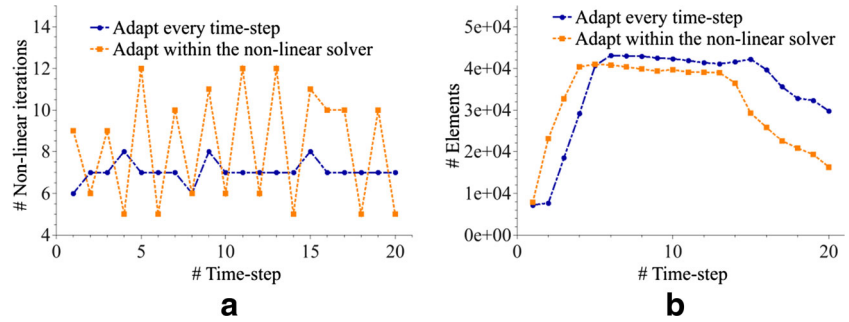 Adapt every time-step
Adapt within the non-linear solver
14
12
10
8
6
4
0
5
10
15
20
# Non-linear iterations
# Time-step
a
Adapt every time-step
Adapt within the non-linear solver
5e+04
4e+04
3e+04
2e+04
1e+04
0e+00
0
10
20
# Elements
# Time-step
b